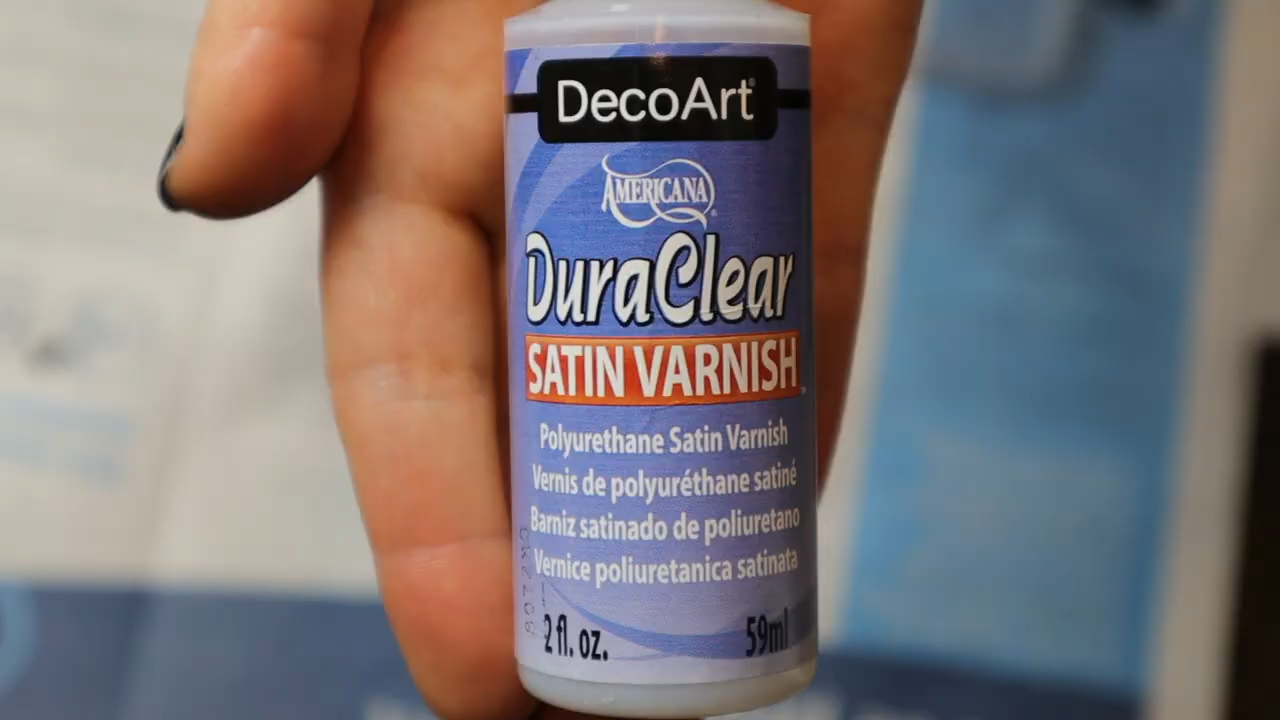 DecoArt®
AMERICANA®
DuraClear
SATIN VARNISH™
Polyurethane Satin Varnish
Vernis de polyuréthane satiné
Barniz satinado de poliuretano
Vernice poliuretanica satinata
2 fl. oz. 59ml